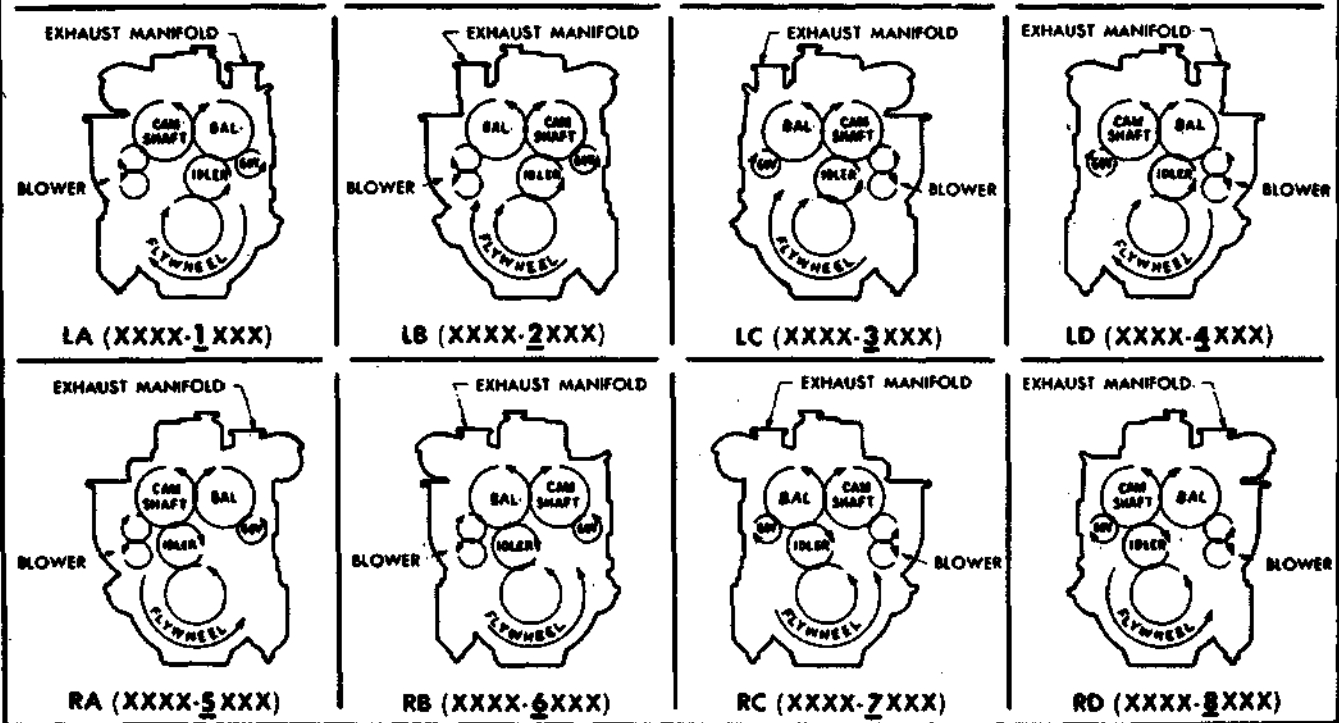 EXHAUST MANIFOLD
CAM SHAFT
BAL.
GOV
IDLER
BLOWER
FLYWHEEL
LA (XXXX-1XXX)
EXHAUST MANIFOLD
BAL.
CAM SHAFT
GOV
IDLER
BLOWER
FLYWHEEL
LB (XXXX-2XXX)
EXHAUST MANIFOLD
BAL
CAM SHAFT
GOV
IDLER
BLOWER
FLYWHEEL
LC (XXXX-3XXX)
EXHAUST MANIFOLD
CAM SHAFT
BAL
GOV
IDLER
BLOWER
FLYWHEEL
LD (XXXX-4XXX)
EXHAUST MANIFOLD
CAM SHAFT
BAL
GOV
IDLER
BLOWER
FLYWHEEL
RA (XXXX-5XXX)
EXHAUST MANIFOLD
BAL.
CAM SHAFT
GOV
IDLER
BLOWER
FLYWHEEL
RB (XXXX-6XXX)
EXHAUST MANIFOLD
BAL
CAM SHAFT
GOV
IDLER
BLOWER
FLYWHEEL
RC (XXXX-7XXX)
EXHAUST MANIFOLD.
CAM SHAFT
BAL
GOV
IDLER
BLOWER
FLYWHEEL
RD (XXXX-8XXX)